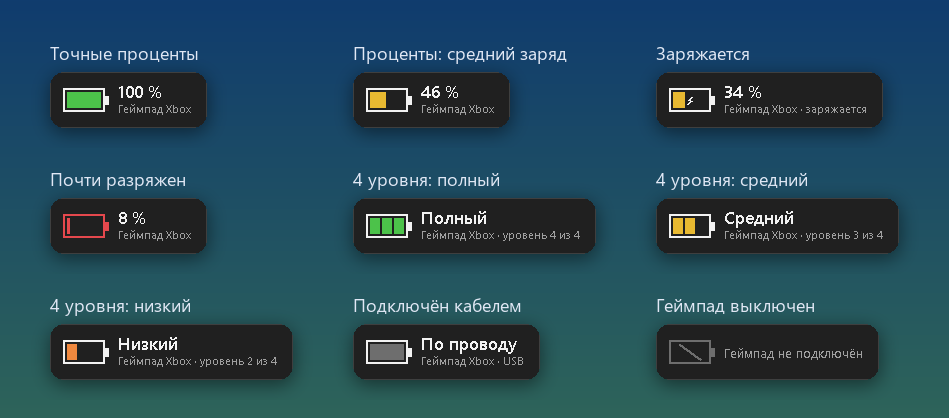 Точные проценты
100 %
Геймпад Xbox
Проценты: средний заряд
46 %
Геймпад Xbox
Заряжается
34 %
Геймпад Xbox · заряжается
Почти разряжен
8 %
Геймпад Xbox
4 уровня: полный
Полный
Геймпад Xbox · уровень 4 из 4
4 уровня: средний
Средний
Геймпад Xbox · уровень 3 из 4
4 уровня: низкий
Низкий
Геймпад Xbox · уровень 2 из 4
Подключён кабелем
По проводу
Геймпад Xbox · USB
Геймпад выключен
Геймпад не подключён